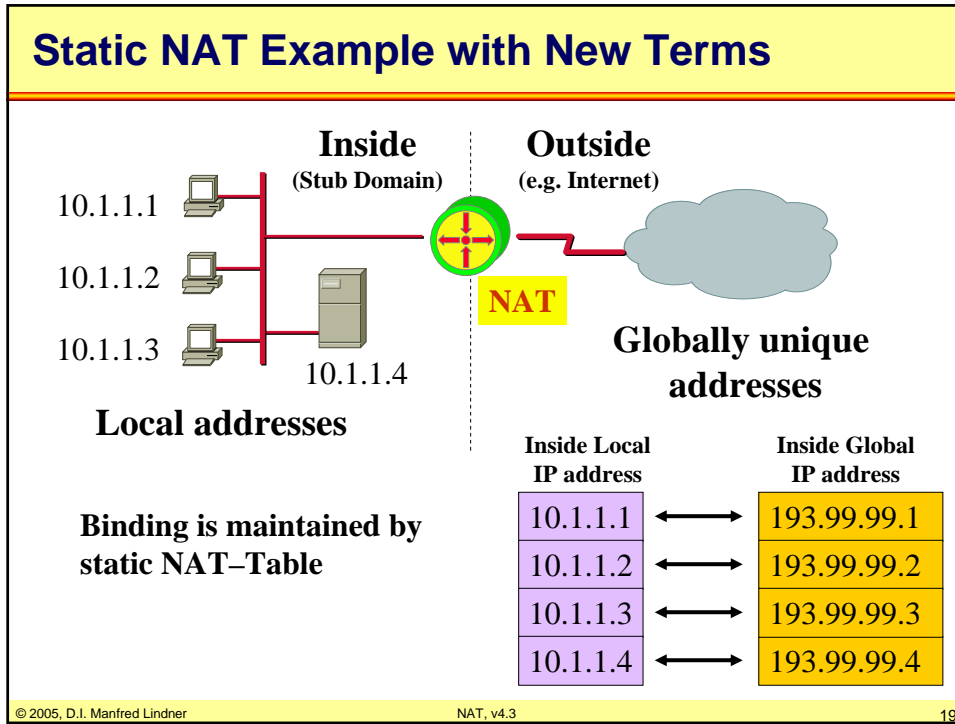 Static NAT Example with New Terms
Inside
(Stub Domain)
Outside
(e.g. Internet)
10.1.1.1
10.1.1.2
10.1.1.3
10.1.1.4
NAT
Local addresses
Globally unique
addresses
Binding is maintained by
static NAT–Table
Inside Local
IP address
Inside Global
IP address
10.1.1.1 193.99.99.1
10.1.1.2 193.99.99.2
10.1.1.3 193.99.99.3
10.1.1.4 193.99.99.4
© 2005, D.I. Manfred Lindner NAT, v4.3 19